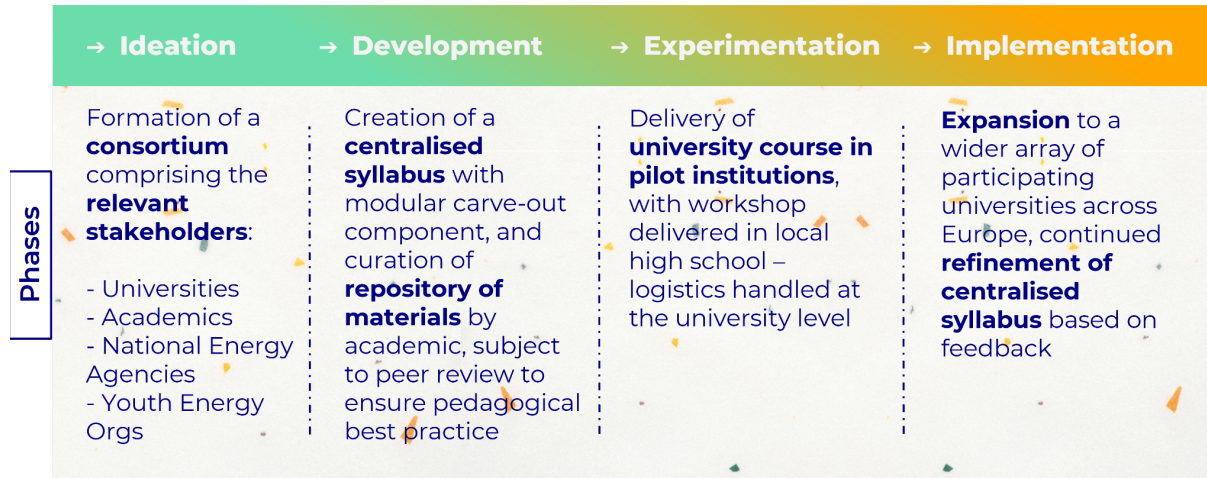 → Ideation
→ Development
→ Experimentation
→ Implementation
Phases
Formation of a
consortium
comprising the
relevant
stakeholders:
- Universities
- Academics
- National Energy
Agencies
- Youth Energy
Orgs
Creation of a
centralised
syllabus with
modular carve-out
component, and
curation of
repository of
materials by
academic, subject
to peer review to
ensure pedagogical
best practice
Delivery of
university course in
pilot institutions,
with workshop
delivered in local
high school –
logistics handled at
the university level
Expansion to a
wider array of
participating
universities across
Europe, continued
refinement of
centralised
syllabus based on
feedback